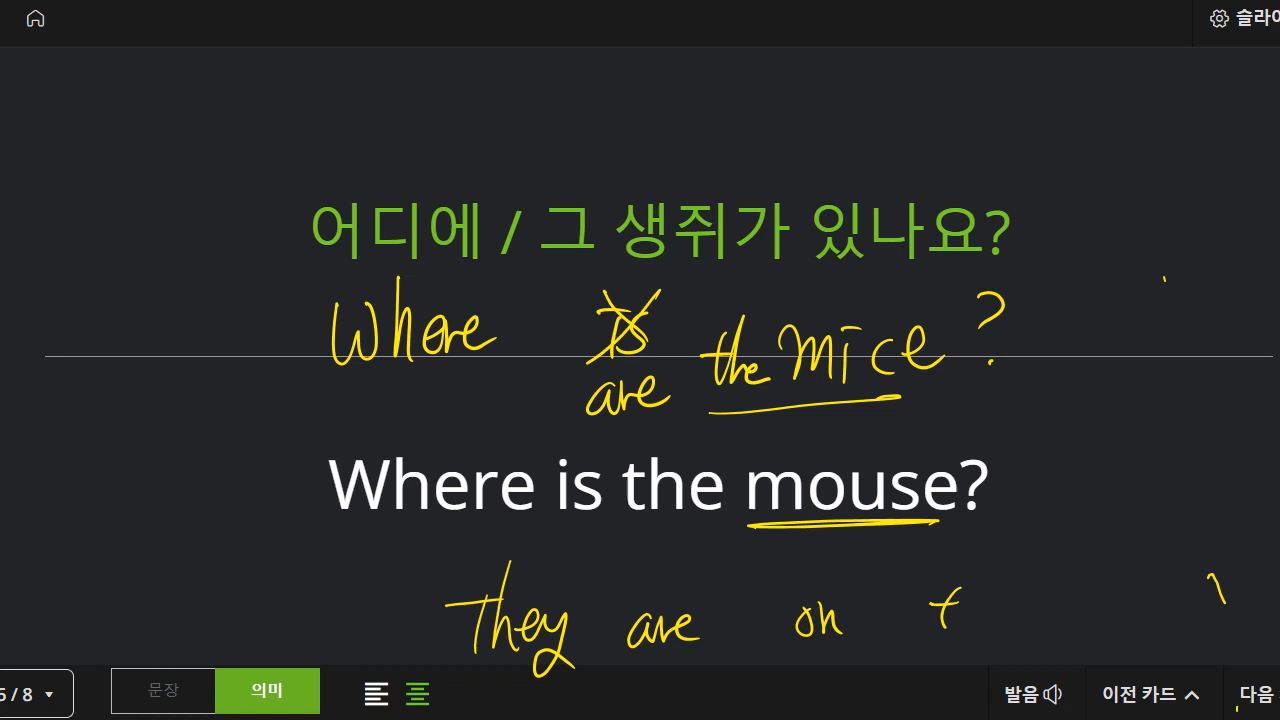 슬라이
어디에 / 그 생쥐가 있나요?
Where is the mice ?
are
Where is the mouse?
They are on t
5 / 8 문장 의미 발음 이전 카드 다음